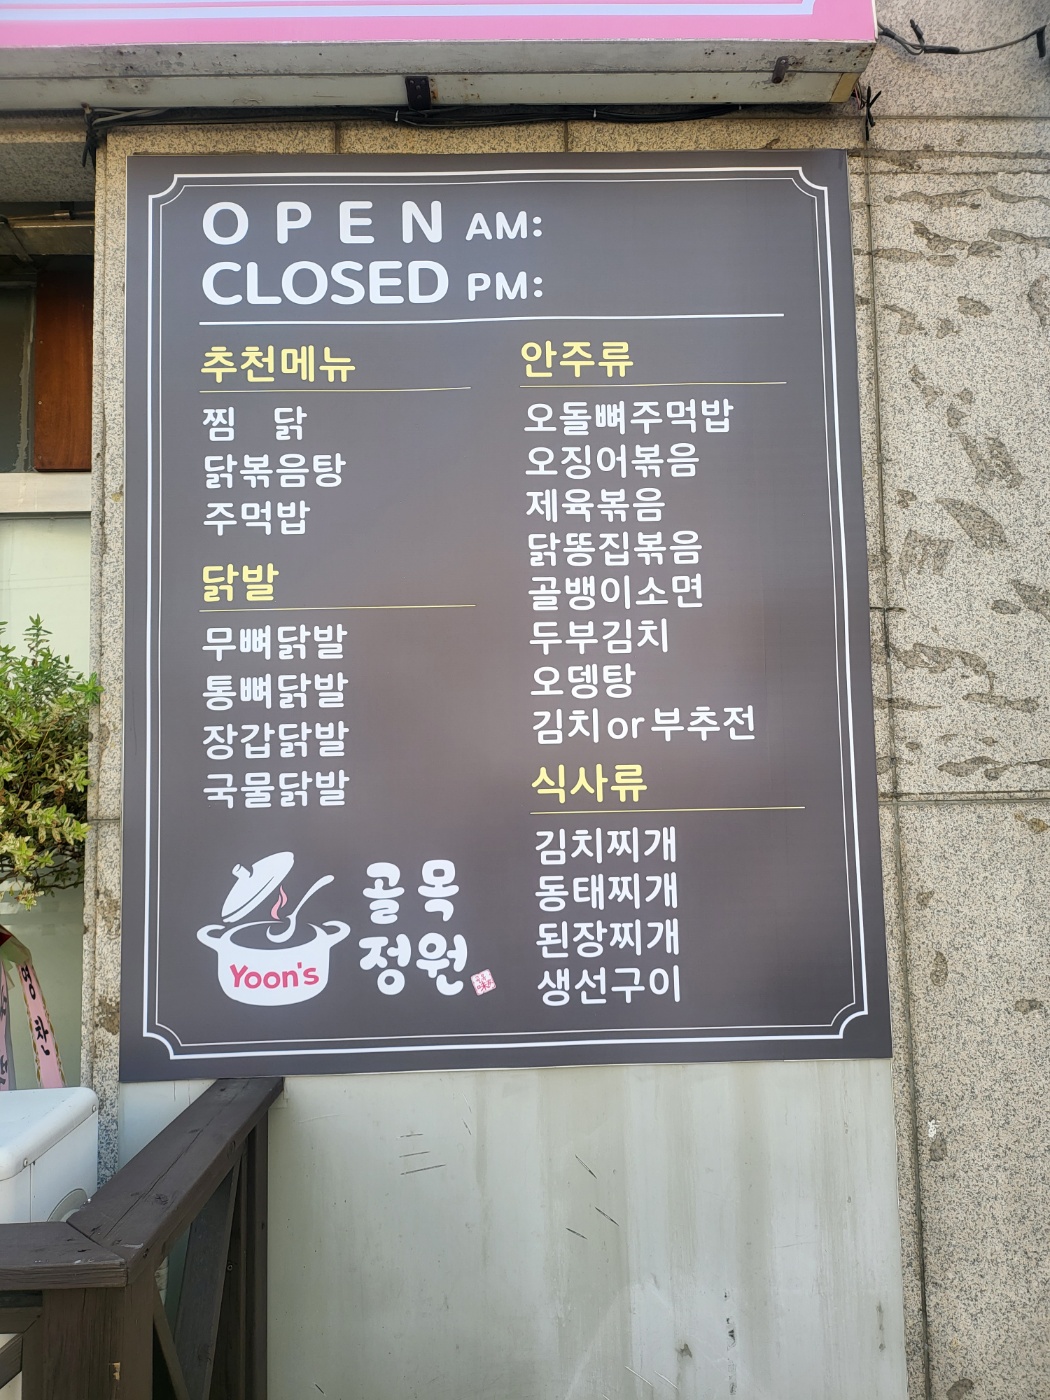 OPEN AM:
CLOSED PM:
추천메뉴
찜 닭
닭볶음탕
주먹밥
닭발
무뼈닭발
통뼈닭발
장갑닭발
국물닭발
안주류
오돌뼈주먹밥
오징어볶음
제육볶음
닭똥집볶음
골뱅이소면
두부김치
오뎅탕
김치or부추전
식사류
김치찌개
동태찌개
된장찌개
생선구이
Yoon's
골목
정원